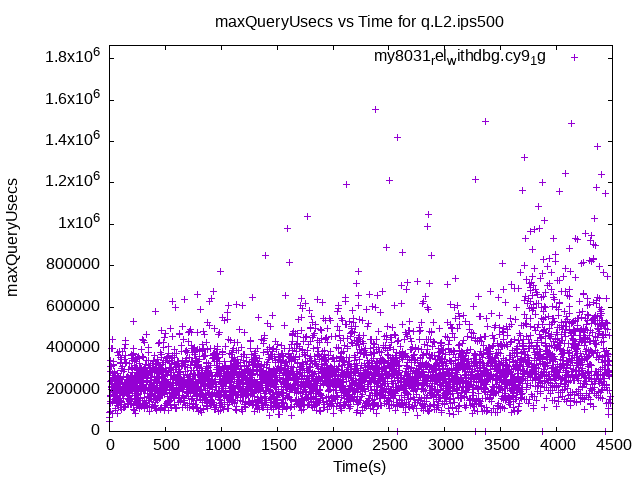 maxQueryUsecs vs Time for q.L2.ips500
my8031_rel_withdbg.cy9_1g
1.8x10^6
1.6x10^6
1.4x10^6
1.2x10^6
1x10^6
800000
600000
400000
200000
0
maxQueryUsecs
0 500 1000 1500 2000 2500 3000 3500 4000 4500
Time(s)